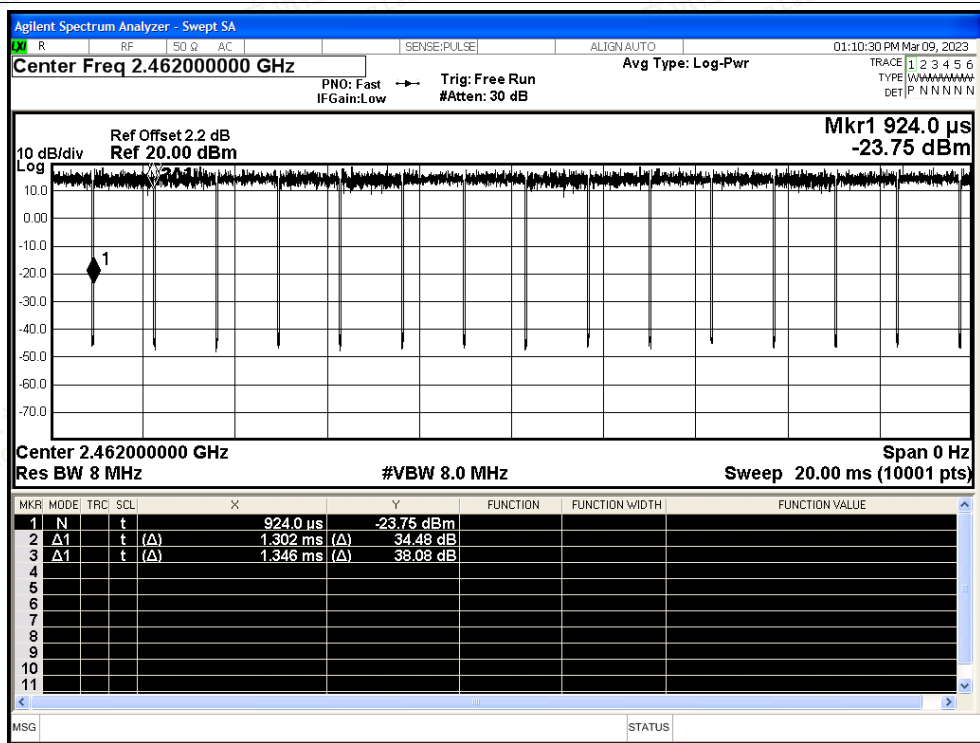 Agilent Spectrum Analyzer - Swept SA
LXI R RF 50 Ω AC SENSE:PULSE ALIGN AUTO 01:10:30 PM Mar 09, 2023
Center Freq 2.462000000 GHz
PNO: Fast
IFGain:Low
Trig: Free Run
#Atten: 30 dB
Avg Type: Log-Pwr
TRACE 1 2 3 4 5 6
TYPE
DET P N N N N N
Mkr1 924.0 µs
-23.75 dBm
Ref Offset 2.2 dB
10 dB/div Ref 20.00 dBm
Log
10.0
0.00
-10.0
-20.0
-30.0
-40.0
-50.0
-60.0
-70.0
1
Center 2.462000000 GHz Span 0 Hz
Res BW 8 MHz #VBW 8.0 MHz Sweep 20.00 ms (10001 pts)
MKR MODE TRC SCL X Y FUNCTION FUNCTION WIDTH FUNCTION VALUE
1 N t 924.0 µs -23.75 dBm
2 Δ1 t (Δ) 1.302 ms (Δ) 34.48 dB
3 Δ1 t (Δ) 1.346 ms (Δ) 38.08 dB
4
5
6
7
8
9
10
11
MSG STATUS